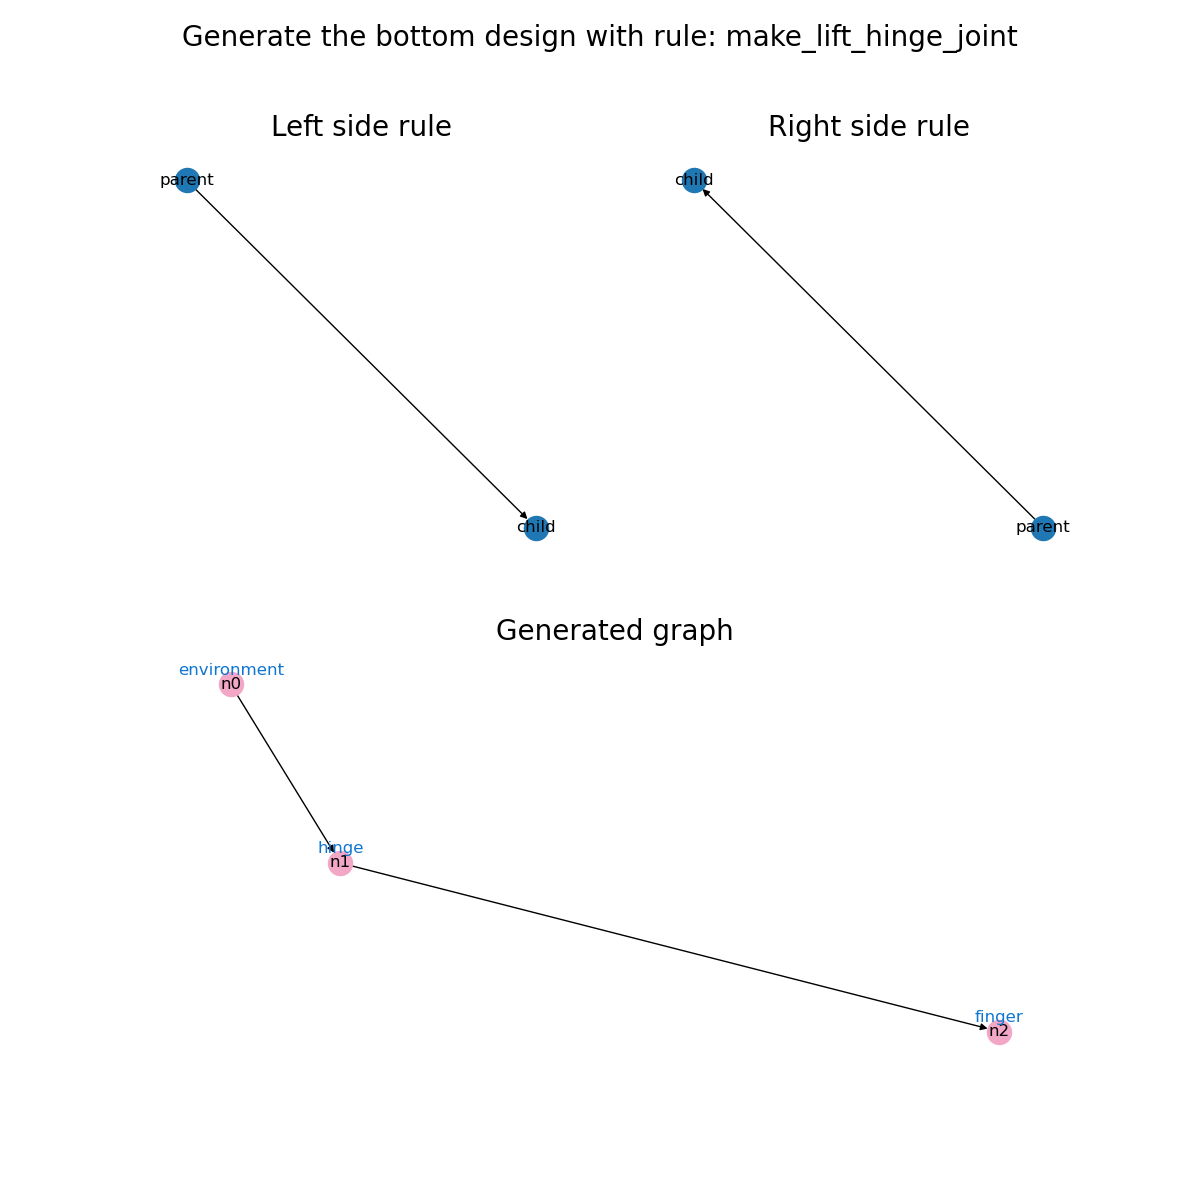 Generate the bottom design with rule: make_lift_hinge_joint
Left side rule
Right side rule
parent
child
child
parent
Generated graph
environment
n0
hinge
n1
finger
n2